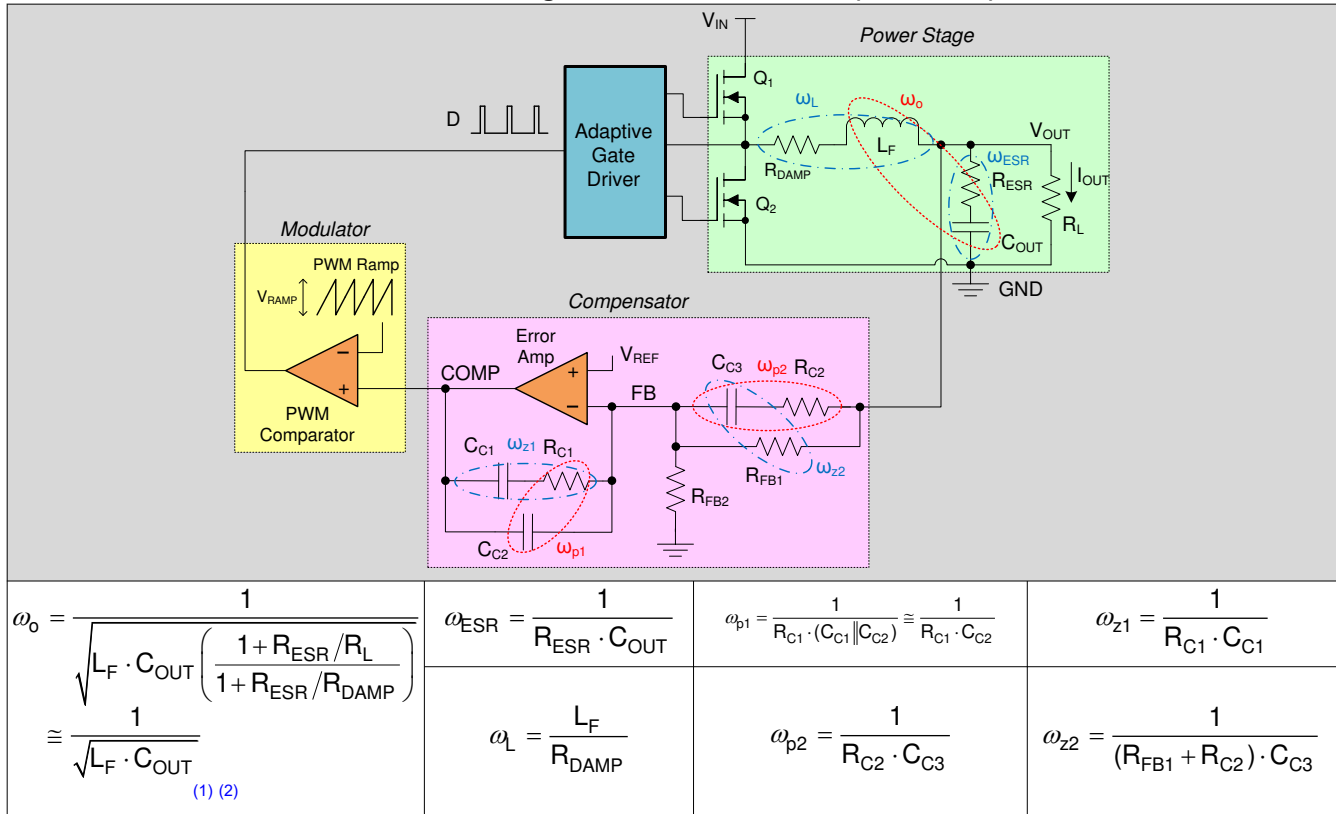 V_IN
Power Stage
Q_1
ω_L
ω_o
D
Adaptive
Gate
Driver
V_OUT
L_F
R_DAMP
ω_ESR
R_ESR
I_OUT
Q_2
R_L
C_OUT
GND
Modulator
PWM Ramp
V_RAMP
−
+
PWM
Comparator
Compensator
Error
Amp
V_REF
+
−
COMP
FB
C_C3
ω_p2
R_C2
C_C1
ω_z1
R_C1
R_FB1
ω_z2
R_FB2
C_C2
ω_p1
ω_o = 1 / √(L_F · C_OUT ((1 + R_ESR/R_L) / (1 + R_ESR/R_DAMP)))
≅ 1 / √(L_F · C_OUT)
(1) (2)
ω_ESR = 1 / (R_ESR · C_OUT)
ω_p1 = 1 / (R_C1 · (C_C1‖C_C2)) ≅ 1 / (R_C1 · C_C2)
ω_z1 = 1 / (R_C1 · C_C1)
ω_L = L_F / R_DAMP
ω_p2 = 1 / (R_C2 · C_C3)
ω_z2 = 1 / ((R_FB1 + R_C2) · C_C3)